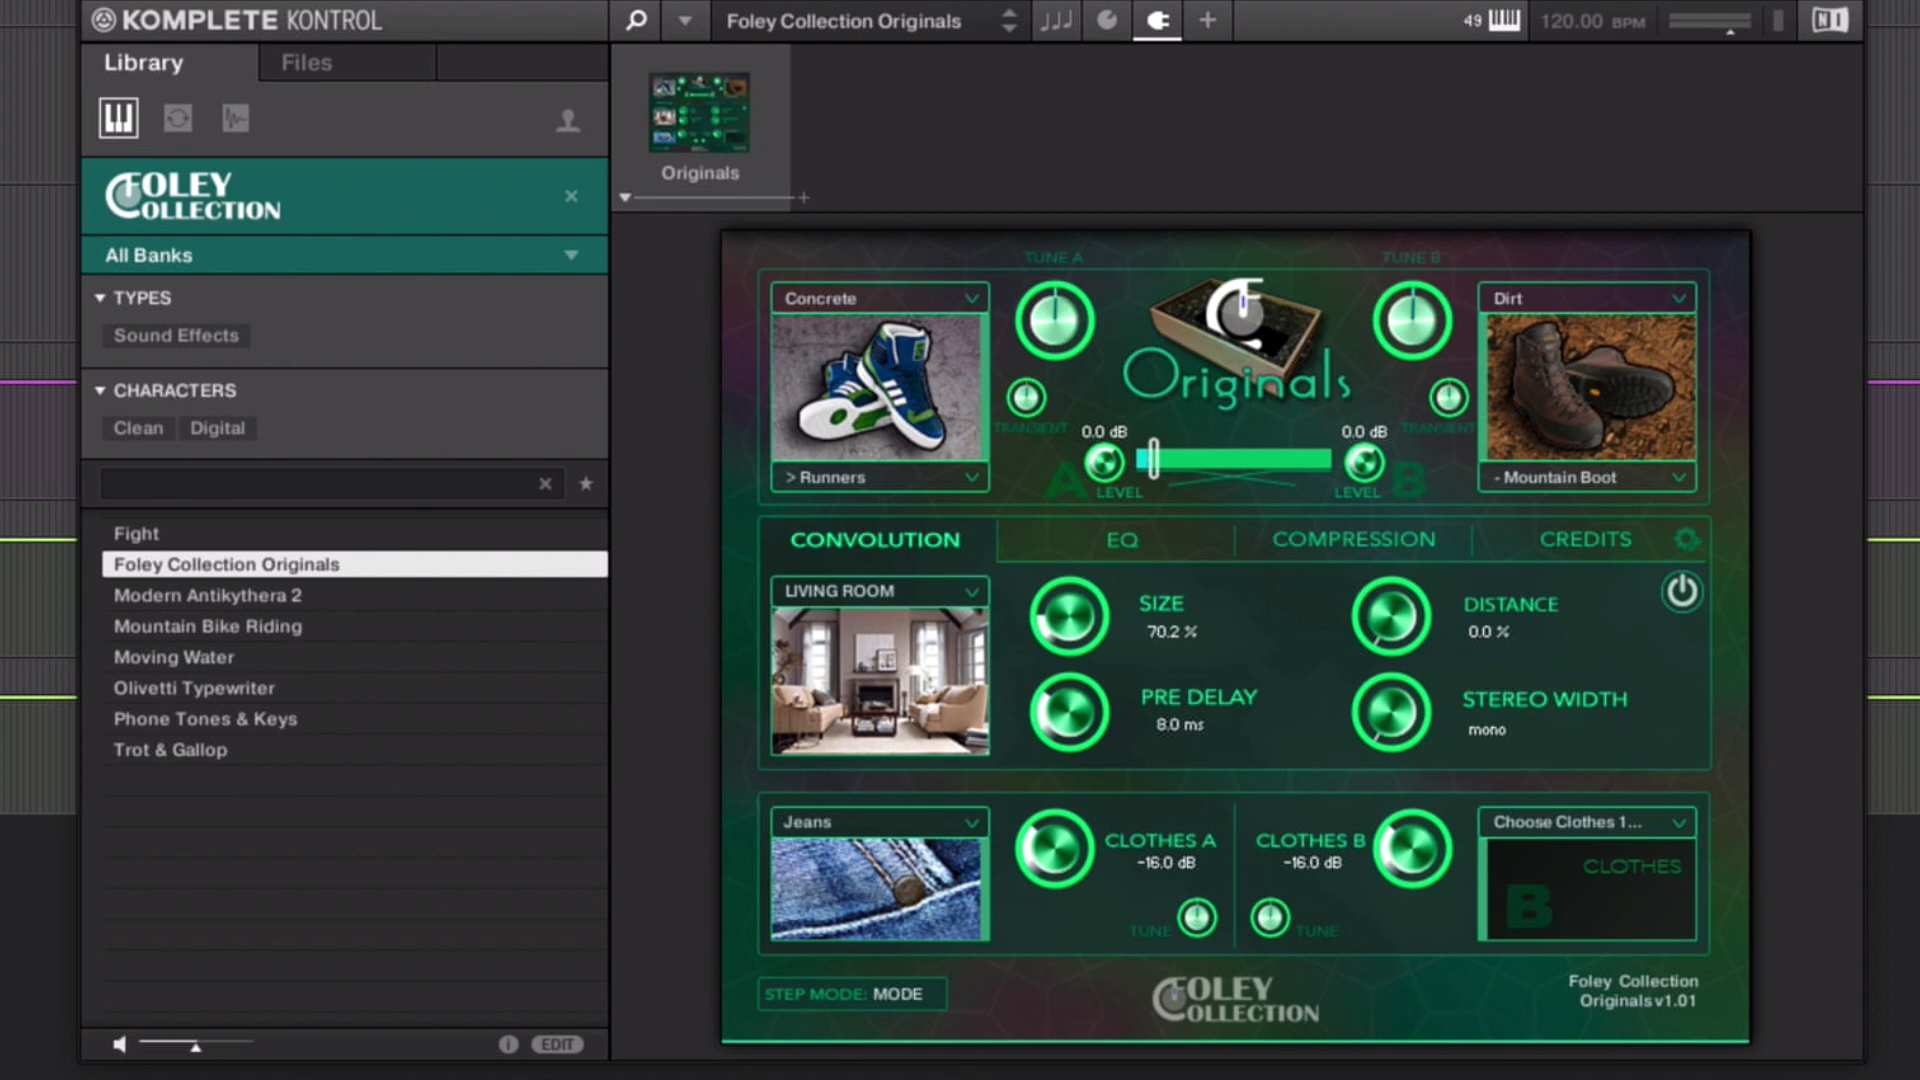 KOMPLETE KONTROL
Foley Collection Originals
49
120.00 BPM
Library
Files
FOLEY
COLLECTION
All Banks
TYPES
Sound Effects
CHARACTERS
Clean
Digital
Fight
Foley Collection Originals
Modern Antikythera 2
Mountain Bike Riding
Moving Water
Olivetti Typewriter
Phone Tones & Keys
Trot & Gallop
EDIT
Originals
TUNE A
TUNE B
Concrete
Dirt
Originals
TRANSIENT
TRANSIENT
0.0 dB
0.0 dB
A
LEVEL
LEVEL
B
> Runners
- Mountain Boot
CONVOLUTION
EQ
COMPRESSION
CREDITS
LIVING ROOM
SIZE
70.2 %
DISTANCE
0.0 %
PRE DELAY
8.0 ms
STEREO WIDTH
mono
Jeans
CLOTHES A
-16.0 dB
CLOTHES B
-16.0 dB
Choose Clothes 1...
CLOTHES
B
TUNE
TUNE
STEP MODE: MODE
FOLEY
COLLECTION
Foley Collection
Originals v1.01